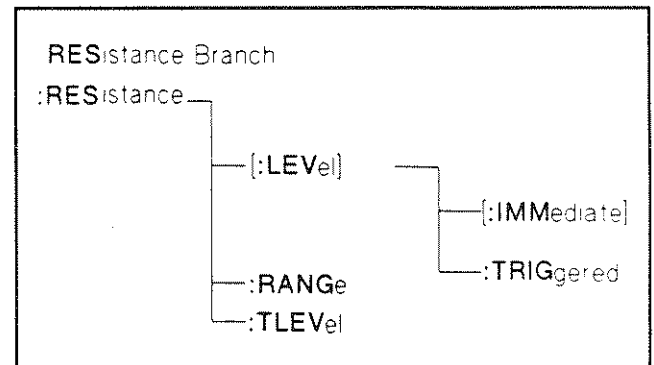 RESistance Branch
:RESistance
[:LEVel]
[:IMMediate]
:TRIGgered
:RANGe
:TLEVel